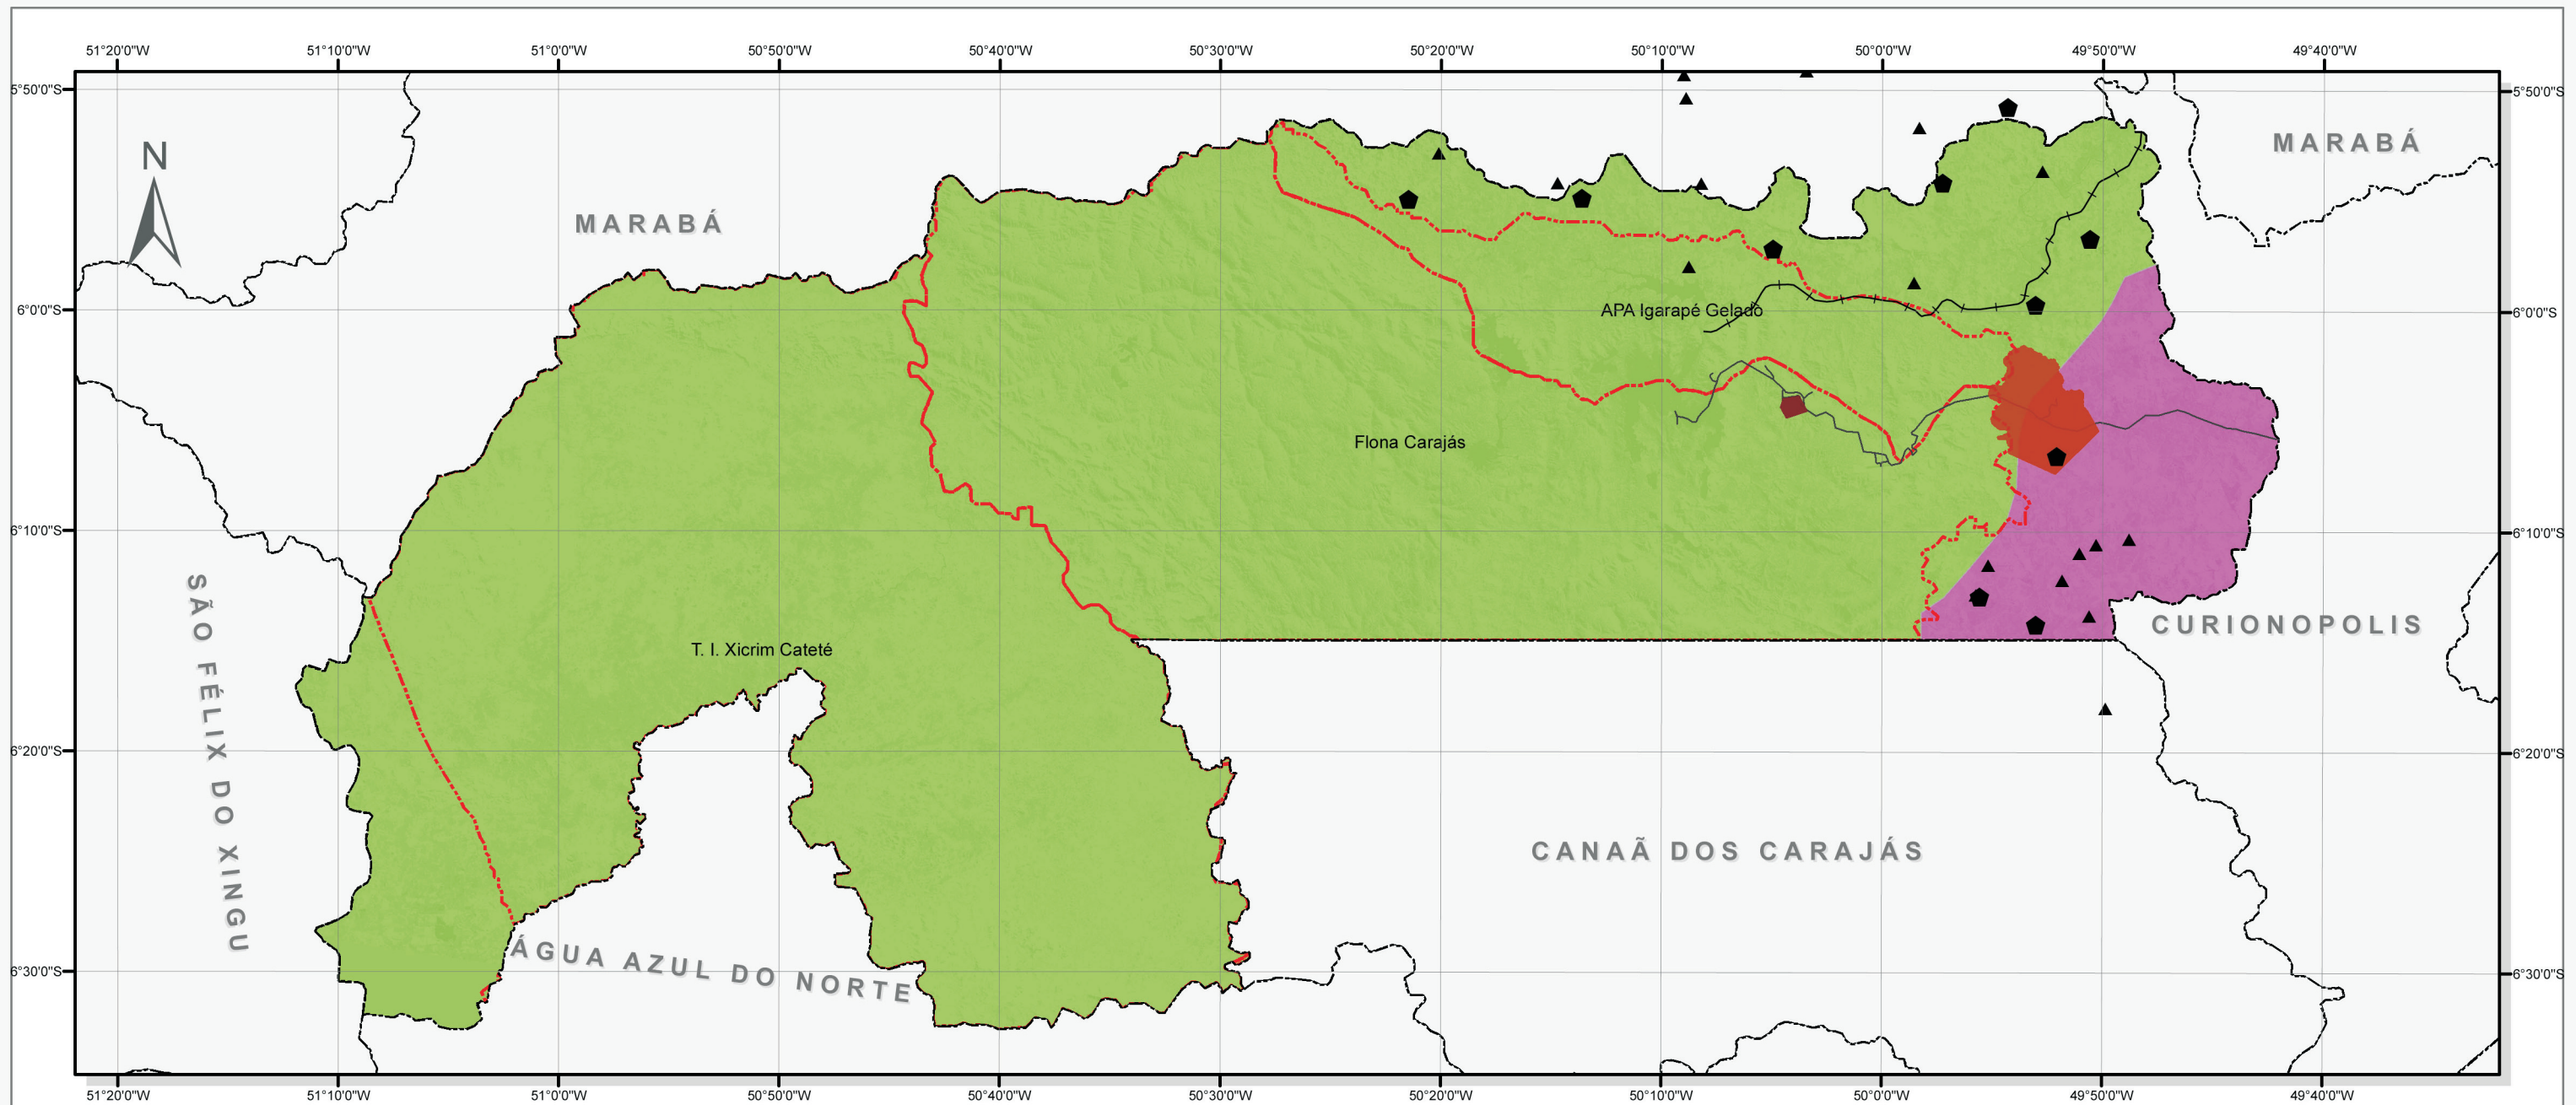 51°20'0"W 51°10'0"W 51°0'0"W 50°50'0"W 50°40'0"W 50°30'0"W 50°20'0"W 50°10'0"W 50°0'0"W 49°50'0"W 49°40'0"W
5°50'0"S 5°50'0"S
MARABÁ
N
MARABÁ
6°0'0"S APA Igarapé Gelado 6°0'0"S
Flona Carajás
6°10'0"S 6°10'0"S
SÃO FÉLIX DO XINGU
CURIONOPOLIS
T. I. Xicrim Cateté
6°20'0"S 6°20'0"S
CANAÃ DOS CARAJÁS
ÁGUA AZUL DO NORTE
6°30'0"S 6°30'0"S
51°20'0"W 51°10'0"W 51°0'0"W 50°50'0"W 50°40'0"W 50°30'0"W 50°20'0"W 50°10'0"W 50°0'0"W 49°50'0"W 49°40'0"W